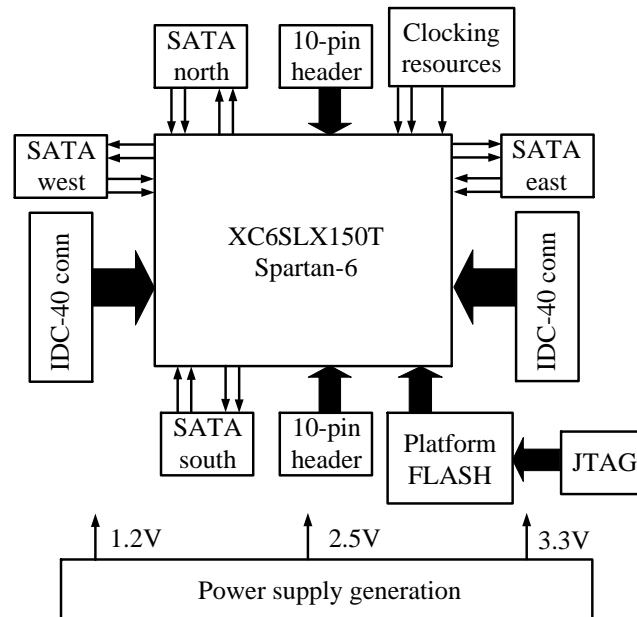 SATA
north
10-pin
header
Clocking
resources
SATA
west
SATA
east
XC6SLX150T
Spartan-6
IDC-40 conn
IDC-40 conn
SATA
south
10-pin
header
Platform
FLASH
JTAG
1.2V
2.5V
3.3V
Power supply generation